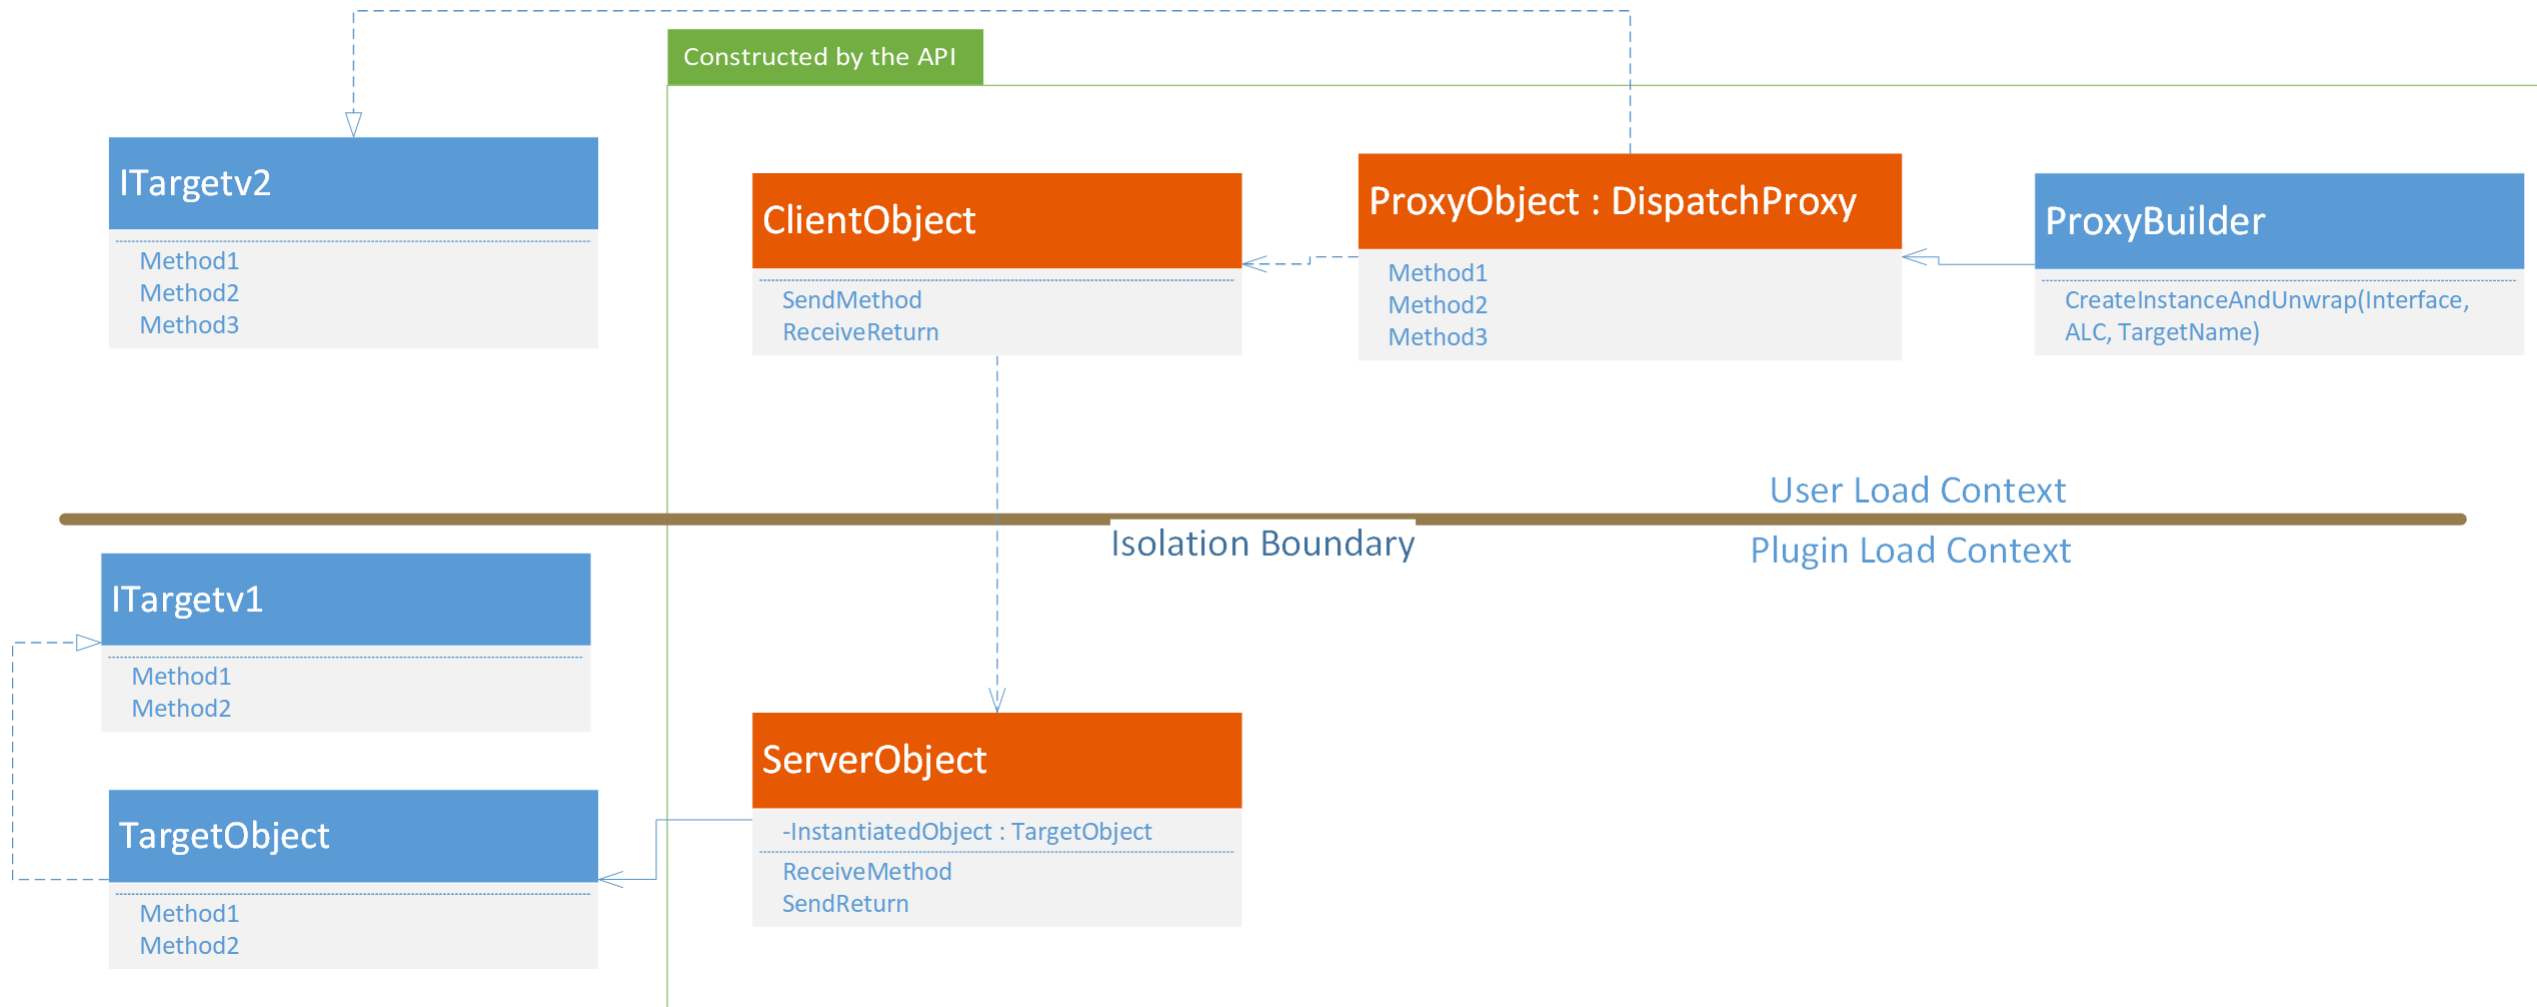 Constructed by the API
ITargetv2
Method1
Method2
Method3
ClientObject
SendMethod
ReceiveReturn
ProxyObject : DispatchProxy
Method1
Method2
Method3
ProxyBuilder
CreateInstanceAndUnwrap(Interface,
ALC, TargetName)
User Load Context
Isolation Boundary
Plugin Load Context
ITargetv1
Method1
Method2
TargetObject
Method1
Method2
ServerObject
-InstantiatedObject : TargetObject
ReceiveMethod
SendReturn